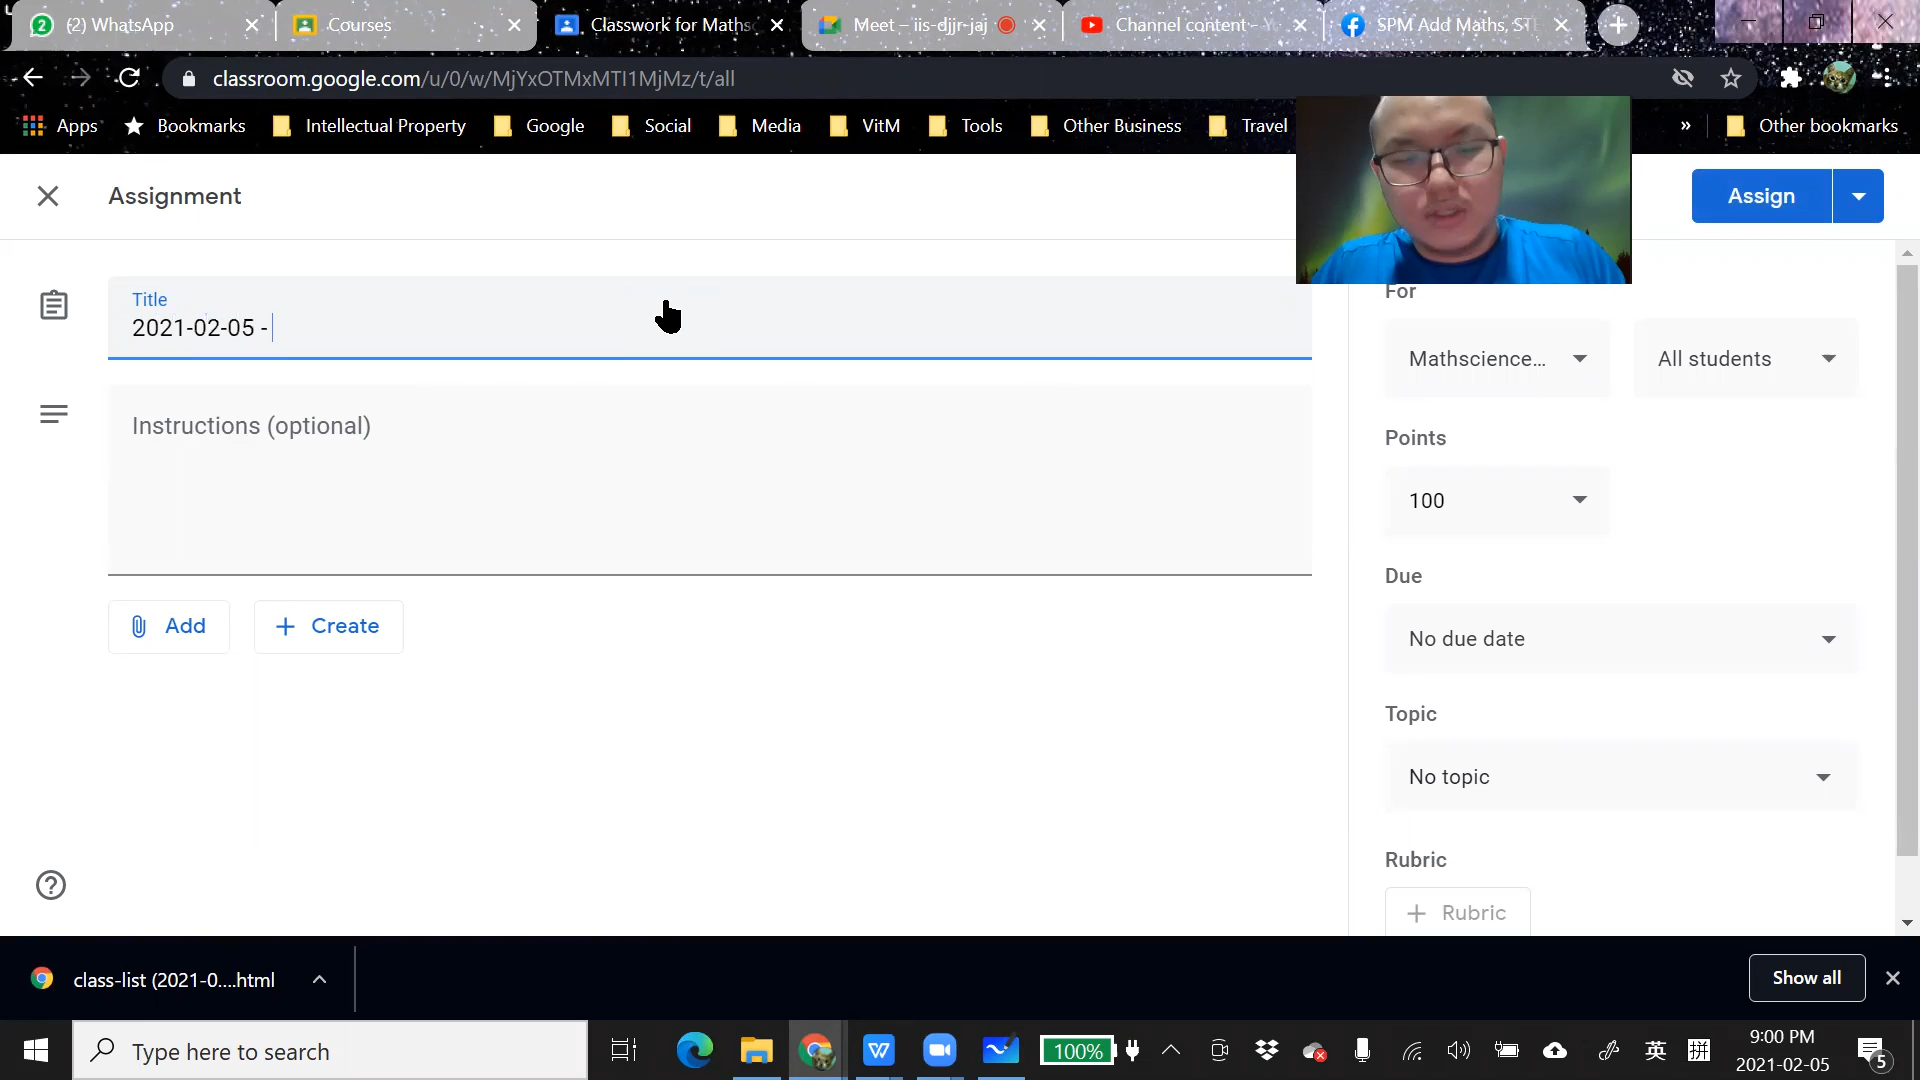 (2) WhatsApp
Courses
Classwork for Maths
Meet – iis-djjr-jaj
Channel content -
SPM Add Maths, ST
classroom.google.com/u/0/w/MjYxOTMxMTI1MjMz/t/all
Apps
Bookmarks
Intellectual Property
Google
Social
Media
VitM
Tools
Other Business
Travel
»
Other bookmarks
Assignment
Assign
Title
2021-02-05 -
Instructions (optional)
Add
Create
For
Mathscience...
All students
Points
100
Due
No due date
Topic
No topic
Rubric
Rubric
class-list (2021-0....html
Show all
Type here to search
100%
英
拼
9:00 PM
2021-02-05
5